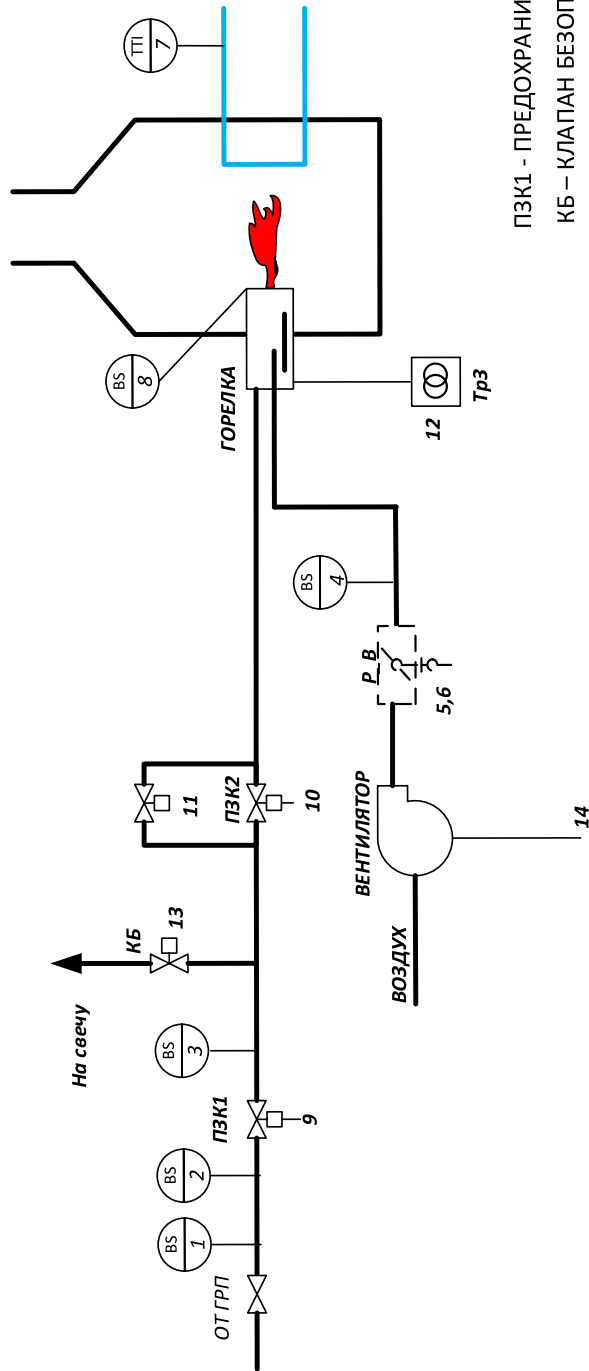 ОТ ГРП
BS
1
BS
2
ПЗК1
9
BS
3
На свечу
КБ
13
11
ПЗК2
10
ВОЗДУХ
ВЕНТИЛЯТОР
14
Р В
5,6
BS
4
ГОРЕЛКА
BS
8
12
Тр3
TTI
7
ПЗК1 - ПРЕДОХРАНИ
КБ – КЛАПАН БЕЗОП